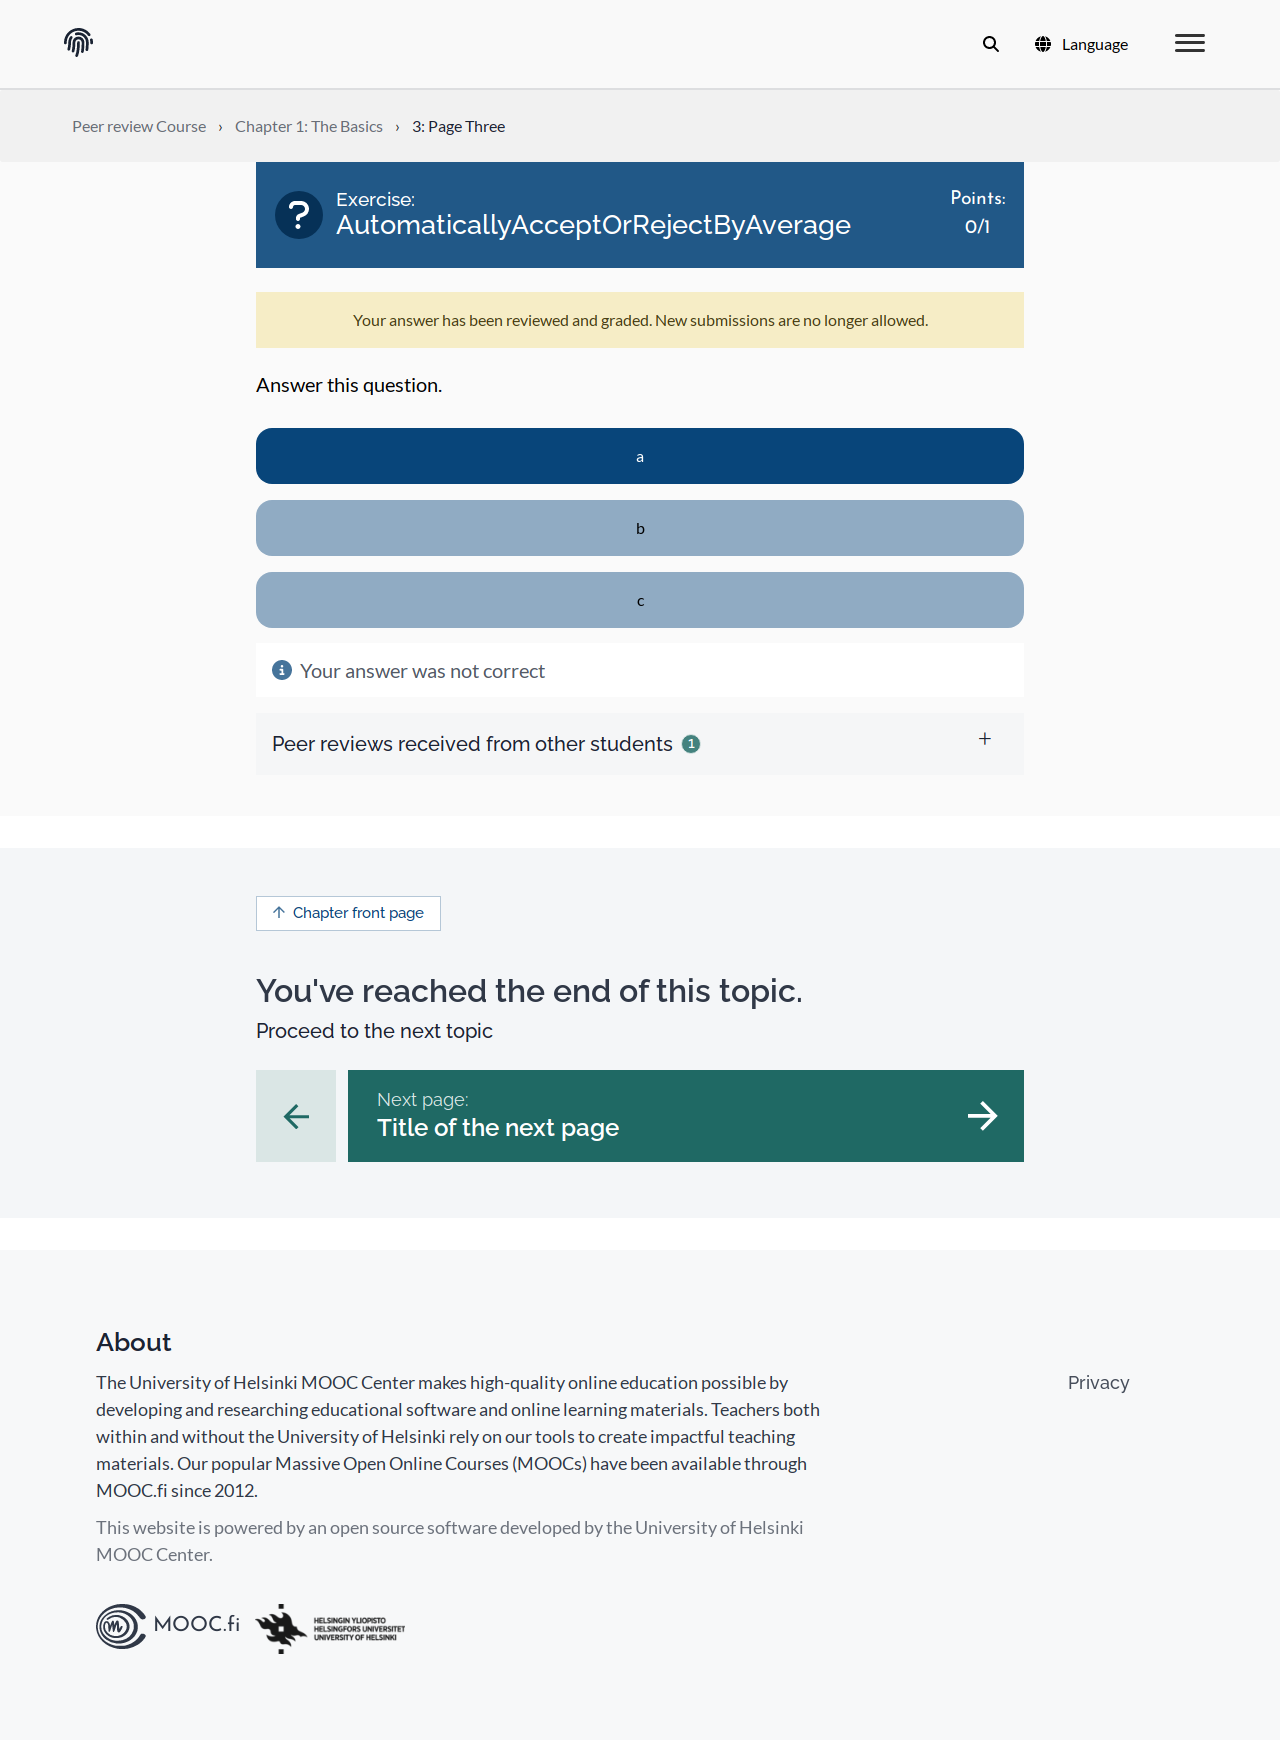 Language
Peer review Course › Chapter 1: The Basics › 3: Page Three
Exercise:
AutomaticallyAcceptOrRejectByAverage
Points:
0/1
Your answer has been reviewed and graded. New submissions are no longer allowed.
Answer this question.
a
b
c
Your answer was not correct
Peer reviews received from other students 1
Chapter front page
You've reached the end of this topic.
Proceed to the next topic
Next page:
Title of the next page
About
The University of Helsinki MOOC Center makes high-quality online education possible by
developing and researching educational software and online learning materials. Teachers both
within and without the University of Helsinki rely on our tools to create impactful teaching
materials. Our popular Massive Open Online Courses (MOOCs) have been available through
MOOC.fi since 2012.
Privacy
This website is powered by an open source software developed by the University of Helsinki
MOOC Center.
MOOC.fi
HELSINGIN YLIOPISTO
HELSINGFORS UNIVERSITET
UNIVERSITY OF HELSINKI